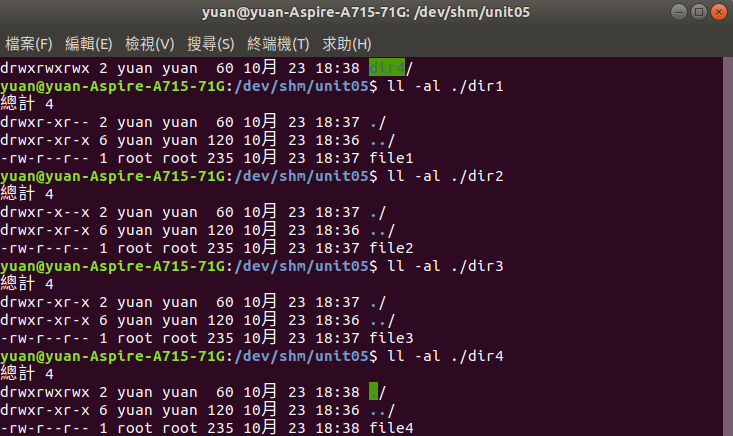 yuan@yuan-Aspire-A715-71G: /dev/shm/unit05
檔案(F) 編輯(E) 檢視(V) 搜尋(S) 終端機(T) 求助(H)
drwxrwxrwx 2 yuan yuan  60 10月 23 18:38 dir4/
yuan@yuan-Aspire-A715-71G:/dev/shm/unit05$ ll -al ./dir1
總計 4
drwxr-xr-- 2 yuan yuan  60 10月 23 18:37 ./
drwxr-xr-x 6 yuan yuan 120 10月 23 18:36 ../
-rw-r--r-- 1 root root 235 10月 23 18:37 file1
yuan@yuan-Aspire-A715-71G:/dev/shm/unit05$ ll -al ./dir2
總計 4
drwxr-x--x 2 yuan yuan  60 10月 23 18:37 ./
drwxr-xr-x 6 yuan yuan 120 10月 23 18:36 ../
-rw-r--r-- 1 root root 235 10月 23 18:37 file2
yuan@yuan-Aspire-A715-71G:/dev/shm/unit05$ ll -al ./dir3
總計 4
drwxr-xr-x 2 yuan yuan  60 10月 23 18:37 ./
drwxr-xr-x 6 yuan yuan 120 10月 23 18:36 ../
-rw-r--r-- 1 root root 235 10月 23 18:37 file3
yuan@yuan-Aspire-A715-71G:/dev/shm/unit05$ ll -al ./dir4
總計 4
drwxrwxrwx 2 yuan yuan  60 10月 23 18:38 ./
drwxr-xr-x 6 yuan yuan 120 10月 23 18:36 ../
-rw-r--r-- 1 root root 235 10月 23 18:38 file4